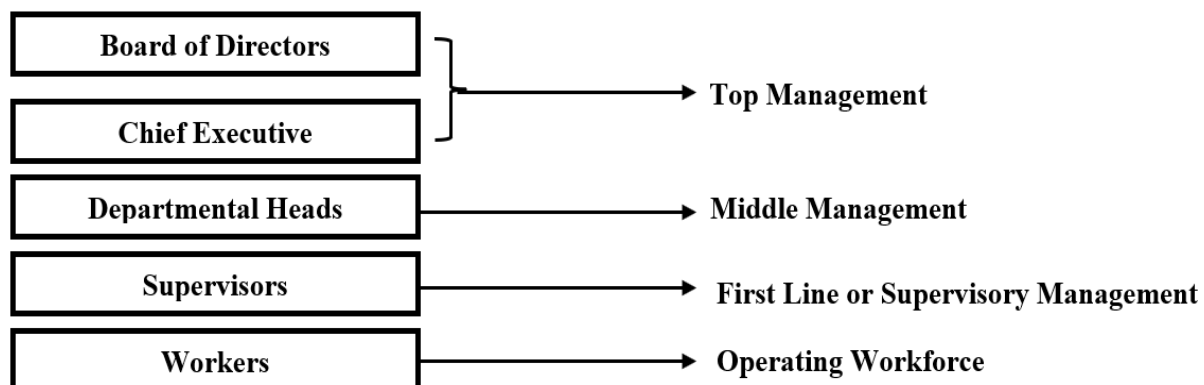 Board of Directors
Chief Executive
Top Management
Departmental Heads
Middle Management
Supervisors
First Line or Supervisory Management
Workers
Operating Workforce